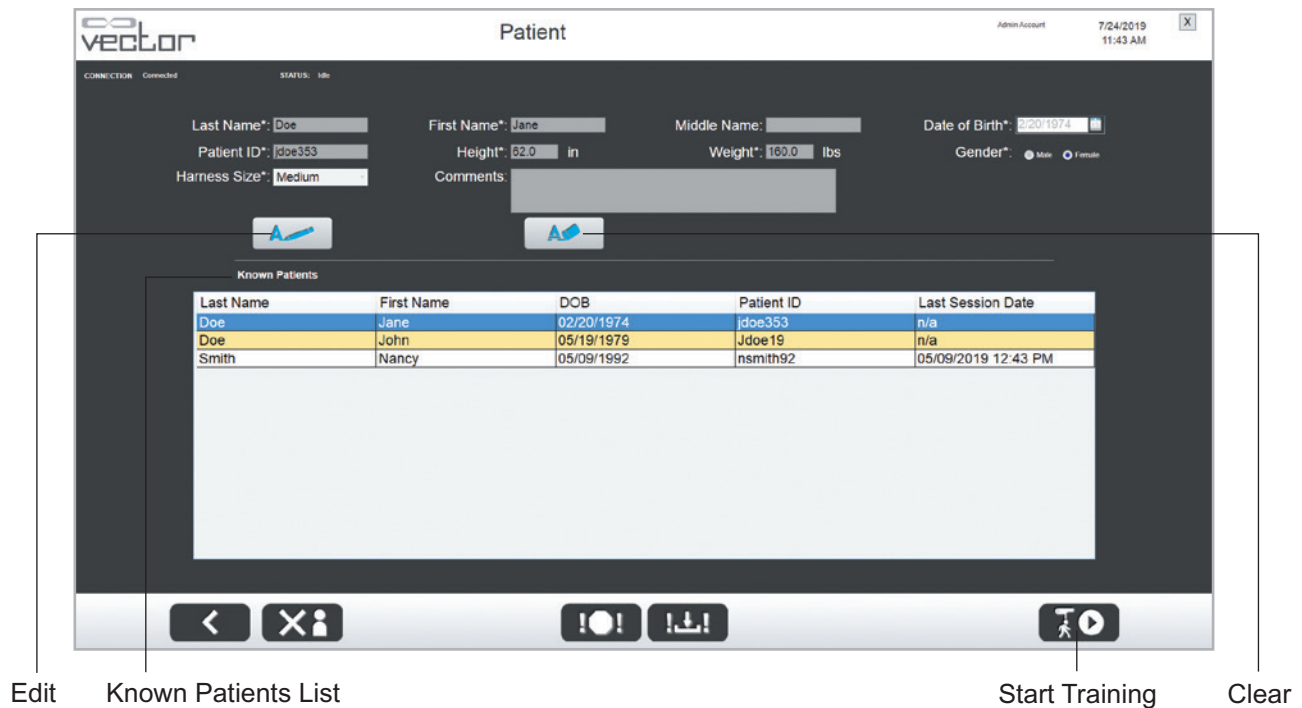 vector
Patient
Admin Account
7/24/2019
11:43 AM
X
CONNECTION Connected STATUS: Idle
Last Name*: Doe First Name*: Jane Middle Name: Date of Birth*: 2/20/1974
Patient ID*: jdoe353 Height*: 62.0 in Weight*: 160.0 lbs Gender*: Male Female
Harness Size*: Medium Comments:
A A
Known Patients
Last Name First Name DOB Patient ID Last Session Date
Doe Jane 02/20/1974 jdoe353 n/a
Doe John 05/19/1979 Jdoe19 n/a
Smith Nancy 05/09/1992 nsmith92 05/09/2019 12:43 PM
Edit Known Patients List Start Training Clear